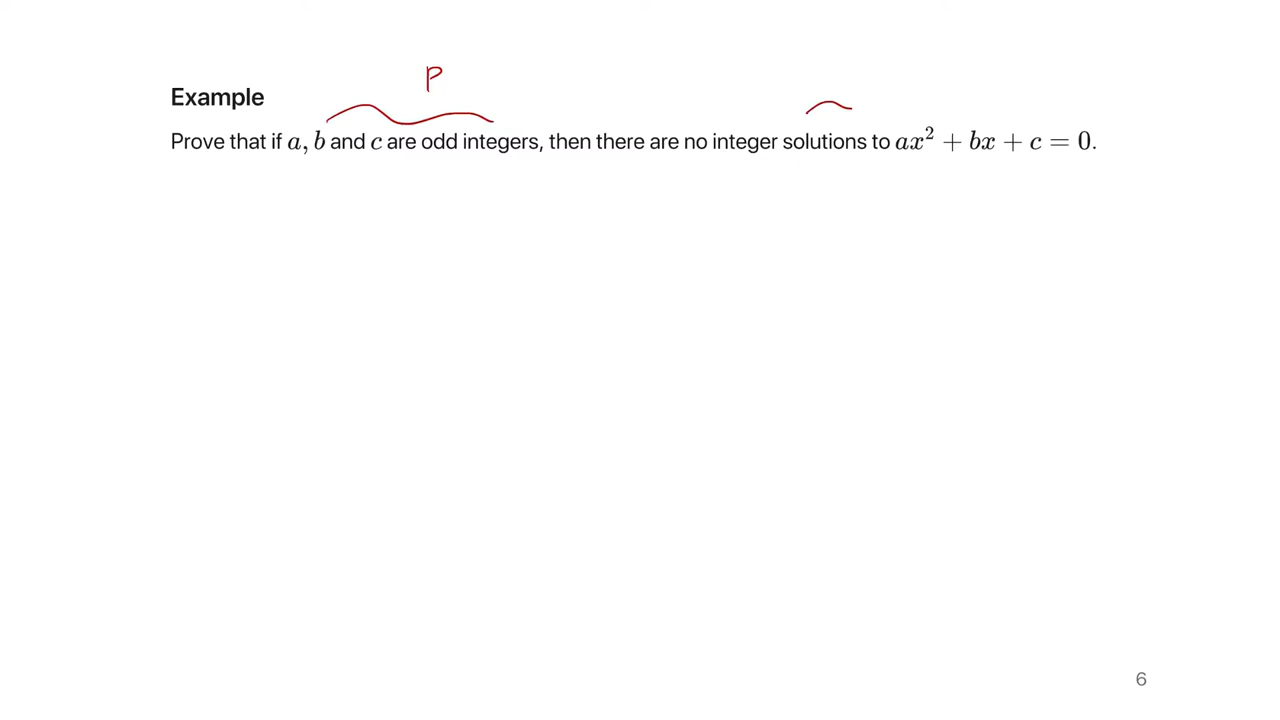 P
Example
Prove that if a, b and c are odd integers, then there are no integer solutions to ax² + bx + c = 0.
6